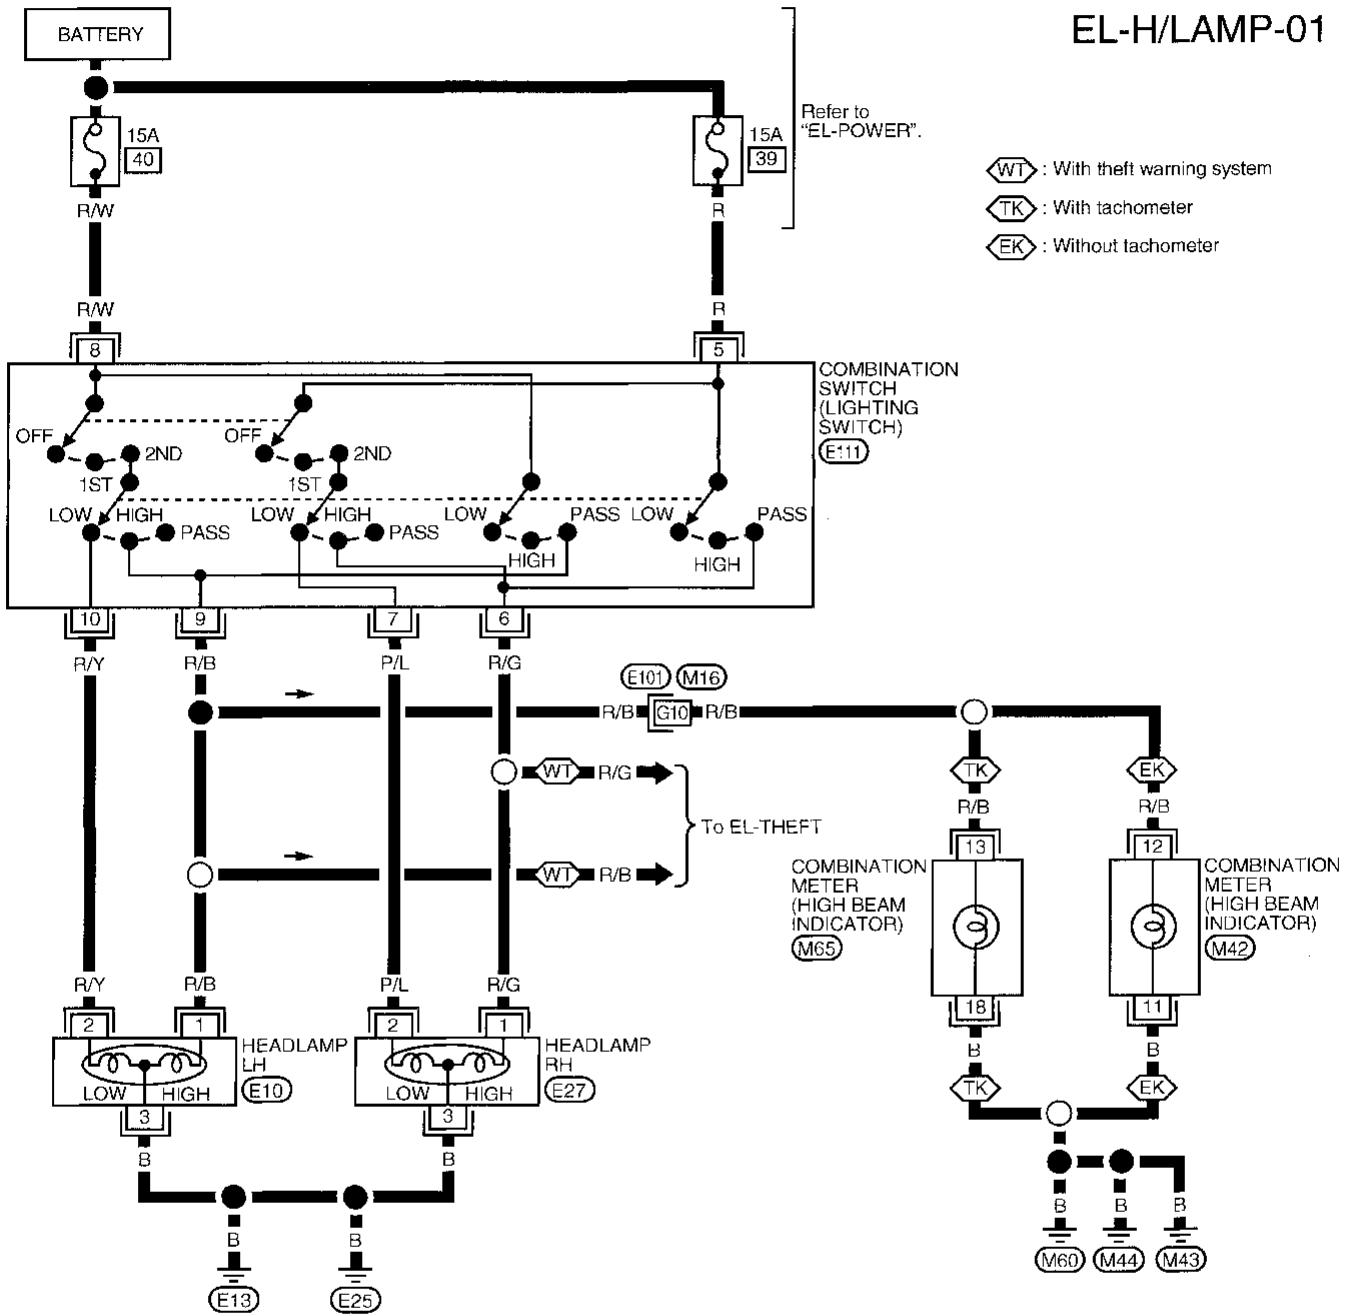 EL-H/LAMP-01
BATTERY
15A
40
15A
39
Refer to
"EL-POWER".
WT : With theft warning system
TK : With tachometer
EK : Without tachometer
R/W
R
R/W
R
8
5
COMBINATION
SWITCH
(LIGHTING
SWITCH)
E111
OFF
2ND
1ST
OFF
2ND
1ST
LOW
HIGH
PASS
LOW
HIGH
PASS
LOW
PASS
HIGH
LOW
PASS
HIGH
10
9
7
6
R/Y
R/B
P/L
R/G
E101
M16
R/B
G10
R/B
WT
R/G
To EL-THEFT
WT
R/B
TK
EK
R/B
R/B
13
12
COMBINATION
METER
(HIGH BEAM
INDICATOR)
M65
COMBINATION
METER
(HIGH BEAM
INDICATOR)
M42
18
11
B
B
TK
EK
R/Y
R/B
P/L
R/G
2
1
2
1
HEADLAMP
LH
E10
HEADLAMP
RH
E27
LOW
HIGH
LOW
HIGH
3
3
B
B
B
B
E13
E25
B
B
B
M60
M44
M43